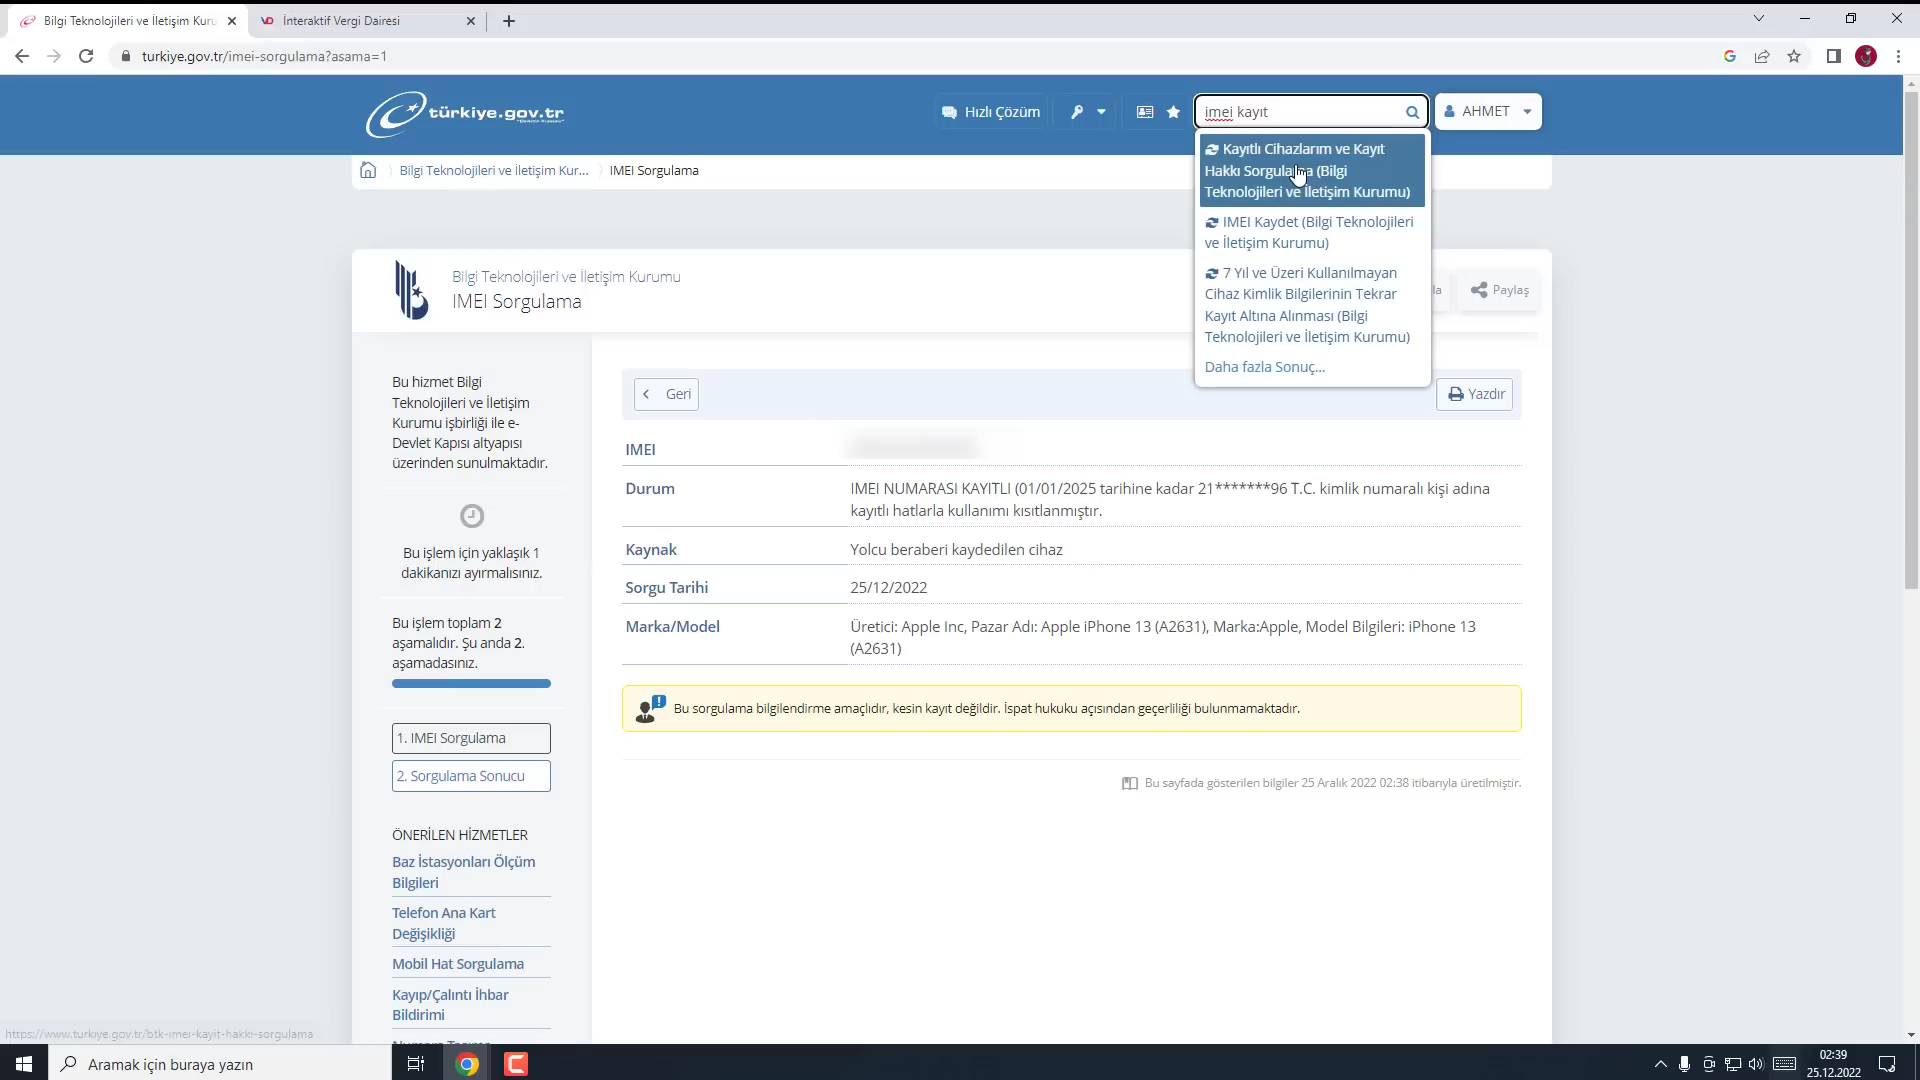 Bilgi Teknolojileri ve İletişim Kuru
İnteraktif Vergi Dairesi
turkiye.gov.tr/imei-sorgulama?asama=1
türkiye.gov.tr
Hızlı Çözüm
imei kayıt
AHMET
Kayıtlı Cihazlarım ve Kayıt
Hakkı Sorgulama (Bilgi
Teknolojileri ve İletişim Kurumu)
IMEI Kaydet (Bilgi Teknolojileri
ve İletişim Kurumu)
7 Yıl ve Üzeri Kullanılmayan
Cihaz Kimlik Bilgilerinin Tekrar
Kayıt Altına Alınması (Bilgi
Teknolojileri ve İletişim Kurumu)
Daha fazla Sonuç...
Bilgi Teknolojileri ve İletişim Kur...
IMEI Sorgulama
Bilgi Teknolojileri ve İletişim Kurumu
IMEI Sorgulama
la
Paylaş
Bu hizmet Bilgi
Teknolojileri ve İletişim
Kurumu işbirliği ile e-
Devlet Kapısı altyapısı
üzerinden sunulmaktadır.
Bu işlem için yaklaşık 1
dakikanızı ayırmalısınız.
Bu işlem toplam 2
aşamalıdır. Şu anda 2.
aşamadasınız.
1. IMEI Sorgulama
2. Sorgulama Sonucu
ÖNERİLEN HİZMETLER
Baz İstasyonları Ölçüm
Bilgileri
Telefon Ana Kart
Değişikliği
Mobil Hat Sorgulama
Kayıp/Çalıntı İhbar
Bildirimi
Geri
Yazdır
IMEI
Durum
IMEI NUMARASI KAYITLI (01/01/2025 tarihine kadar 21*******96 T.C. kimlik numaralı kişi adına
kayıtlı hatlarla kullanımı kısıtlanmıştır.
Kaynak
Yolcu beraberi kaydedilen cihaz
Sorgu Tarihi
25/12/2022
Marka/Model
Üretici: Apple Inc, Pazar Adı: Apple iPhone 13 (A2631), Marka:Apple, Model Bilgileri: iPhone 13
(A2631)
Bu sorgulama bilgilendirme amaçlıdır, kesin kayıt değildir. İspat hukuku açısından geçerliliği bulunmamaktadır.
Bu sayfada gösterilen bilgiler 25 Aralık 2022 02:38 itibarıyla üretilmiştir.
https://www.turkiye.gov.tr/btk-imei-kayit-hakki-sorgulama
Aramak için buraya yazın
02:39
25.12.2022